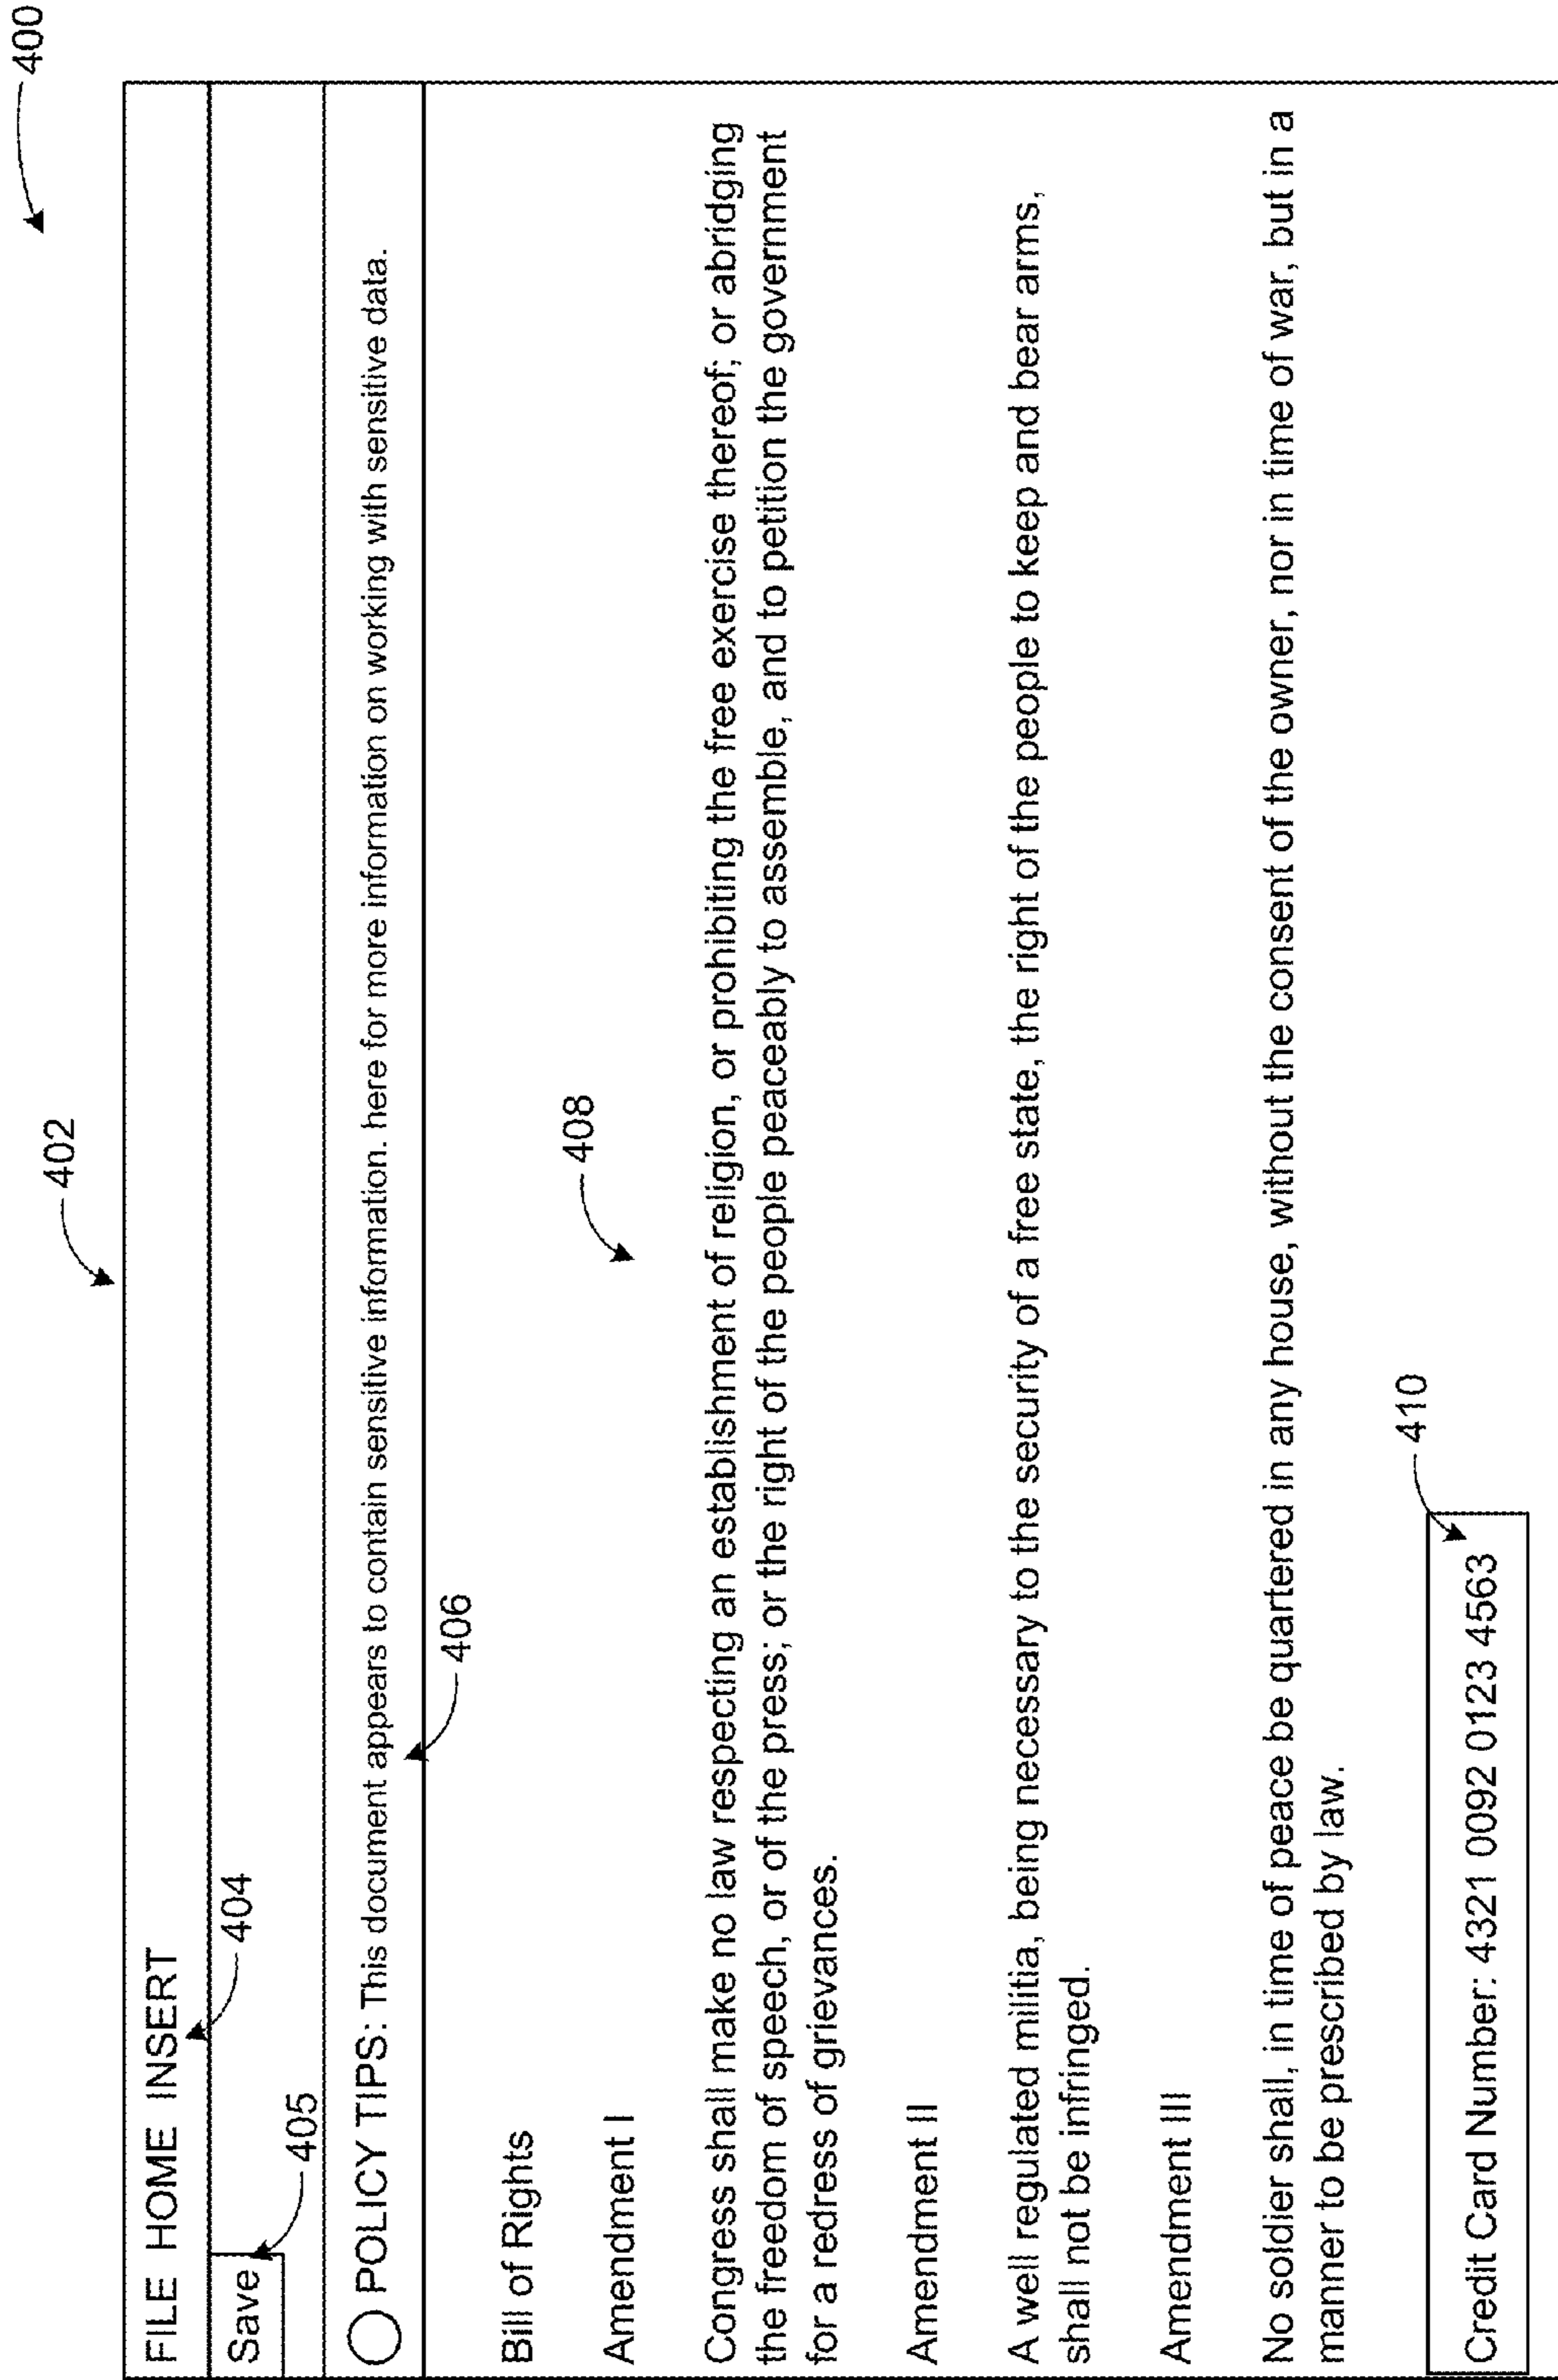 400
402
FILE HOME INSERT
404
Save
405
POLICY TIPS: This document appears to contain sensitive information. here for more information on working with sensitive data.
406
Bill of Rights
408
Amendment I
Congress shall make no law respecting an establishment of religion, or prohibiting the free exercise thereof; or abridging
the freedom of speech, or of the press; or the right of the people peaceably to assemble, and to petition the government
for a redress of grievances.
Amendment II
A well regulated militia, being necessary to the security of a free state, the right of the people to keep and bear arms,
shall not be infringed.
Amendment III
No soldier shall, in time of peace be quartered in any house, without the consent of the owner, nor in time of war, but in a
manner to be prescribed by law.
410
Credit Card Number: 4321 0092 0123 4563